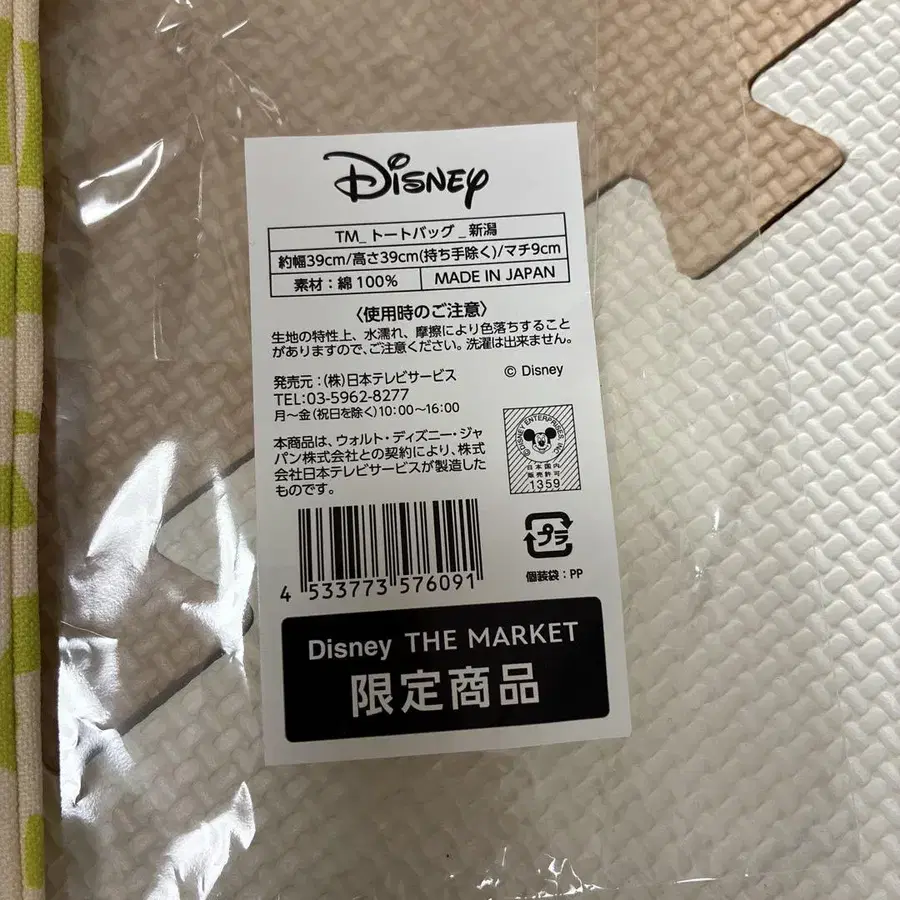 Disney
TM_ トートバッグ _ 新潟
約幅39cm/高さ39cm(持ち手除く)/マチ9cm
素材：綿 100%
MADE IN JAPAN
〈使用時のご注意〉
生地の特性上、水濡れ、摩擦により色落ちすること
がありますので、ご注意ください。洗濯は出来ません。
発売元：(株)日本テレビサービス
TEL:03-5962-8277
月～金(祝日を除く)10:00～16:00
© Disney
本商品は、ウォルト・ディズニー・ジャ
パン株式会社との契約により、株式
会社日本テレビサービスが製造した
ものです。
© DISNEY ENTERPRISES, INC.
日本国内
販売許可
1359
プラ
個装袋：PP
4 533773 576091
Disney THE MARKET
限定商品